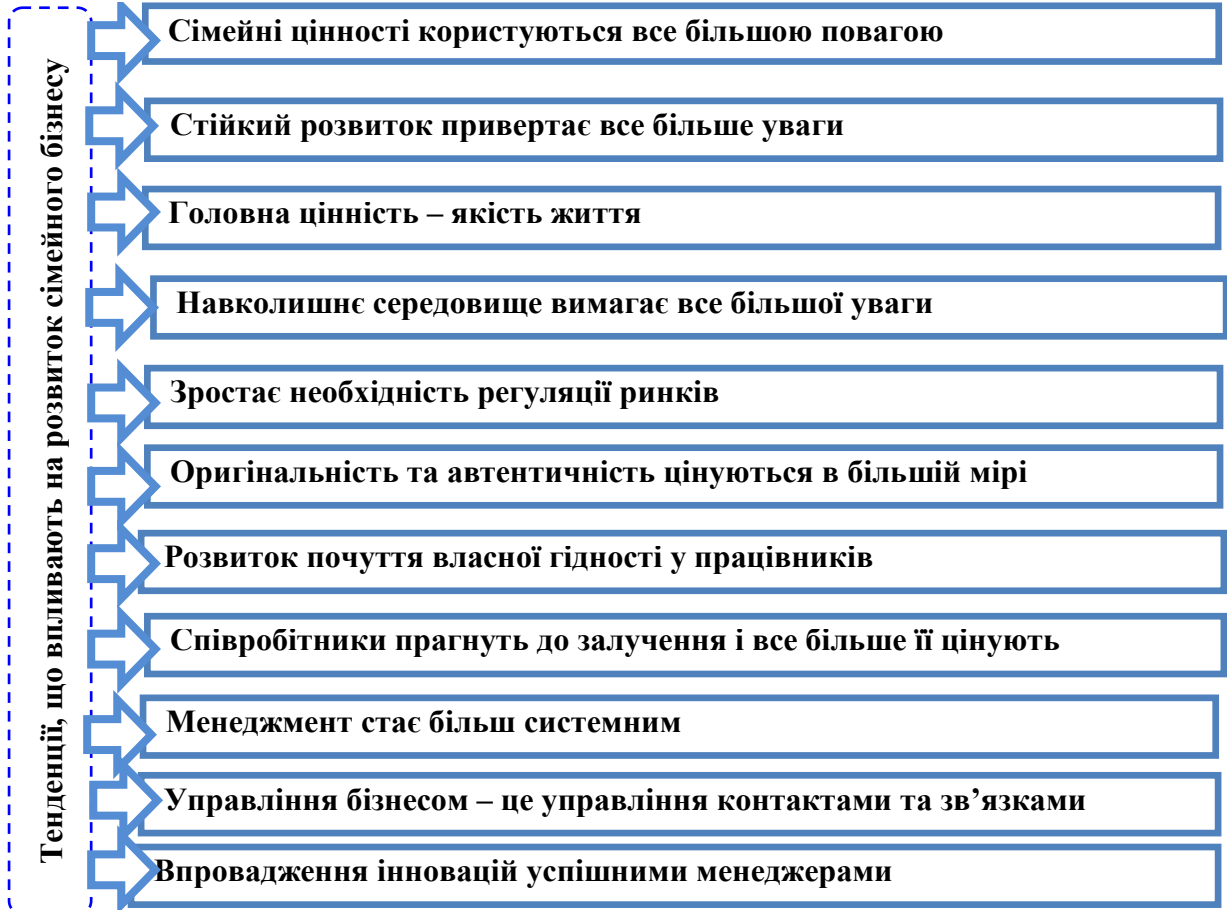 Тенденції, що впливають на розвиток сімейного бізнесу
Сімейні цінності користуються все більшою повагою
Стійкий розвиток привертає все більше уваги
Головна цінність – якість життя
Навколишнє середовище вимагає все більшої уваги
Зростає необхідність регуляції ринків
Оригінальність та автентичність цінуються в більшій мірі
Розвиток почуття власної гідності у працівників
Співробітники прагнуть до залучення і все більше її цінують
Менеджмент стає більш системним
Управління бізнесом – це управління контактами та зв’язками
Впровадження інновацій успішними менеджерами